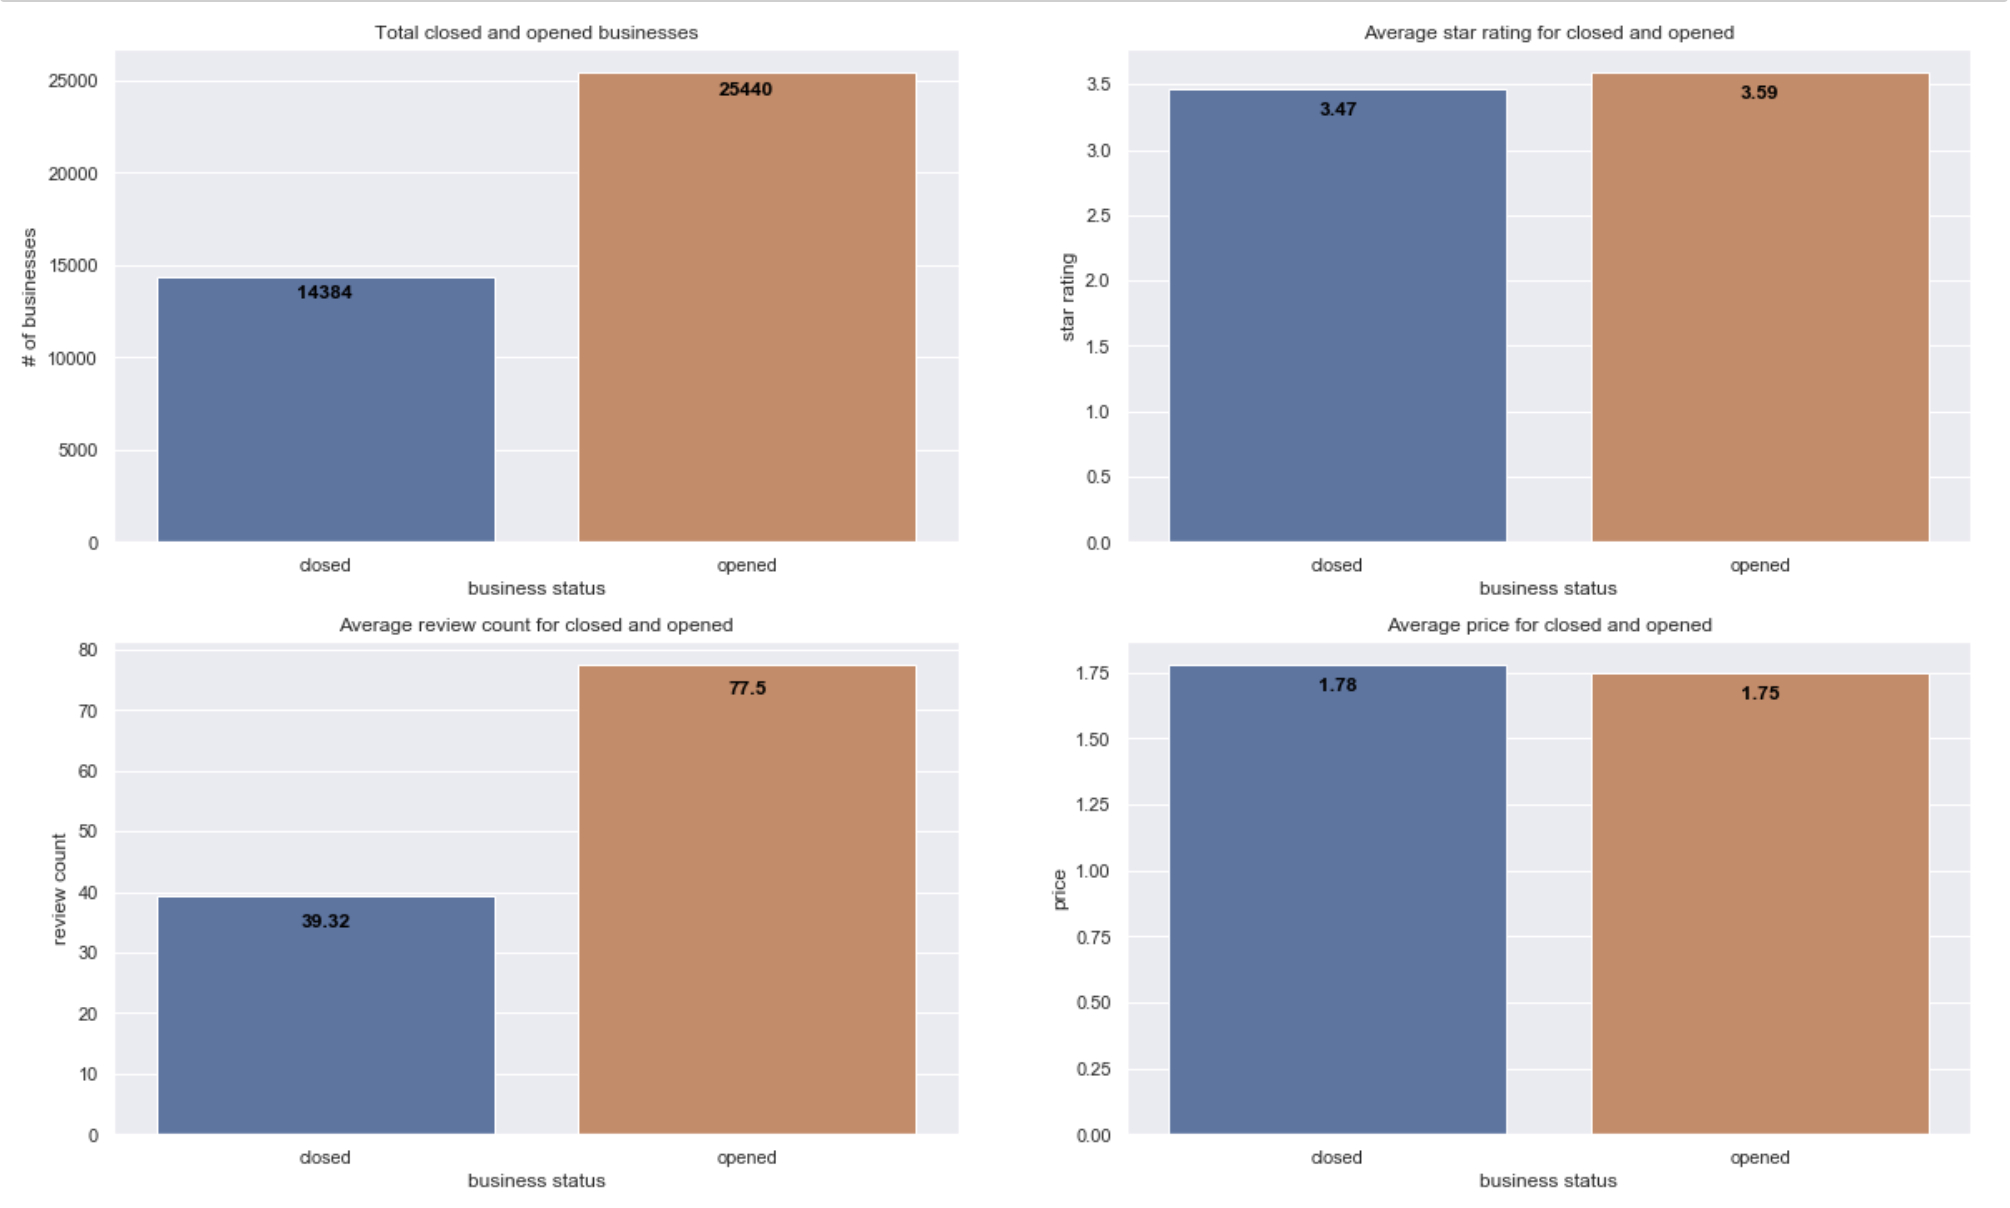 Total closed and opened businesses
25000
20000
15000
10000
5000
0
# of businesses
14384
25440
closed
opened
business status
Average star rating for closed and opened
3.5
3.0
2.5
2.0
1.5
1.0
0.5
0.0
star rating
3.47
3.59
closed
opened
business status
Average review count for closed and opened
80
70
60
50
40
30
20
10
0
review count
39.32
77.5
closed
opened
business status
Average price for closed and opened
1.75
1.50
1.25
1.00
0.75
0.50
0.25
0.00
price
1.78
1.75
closed
opened
business status